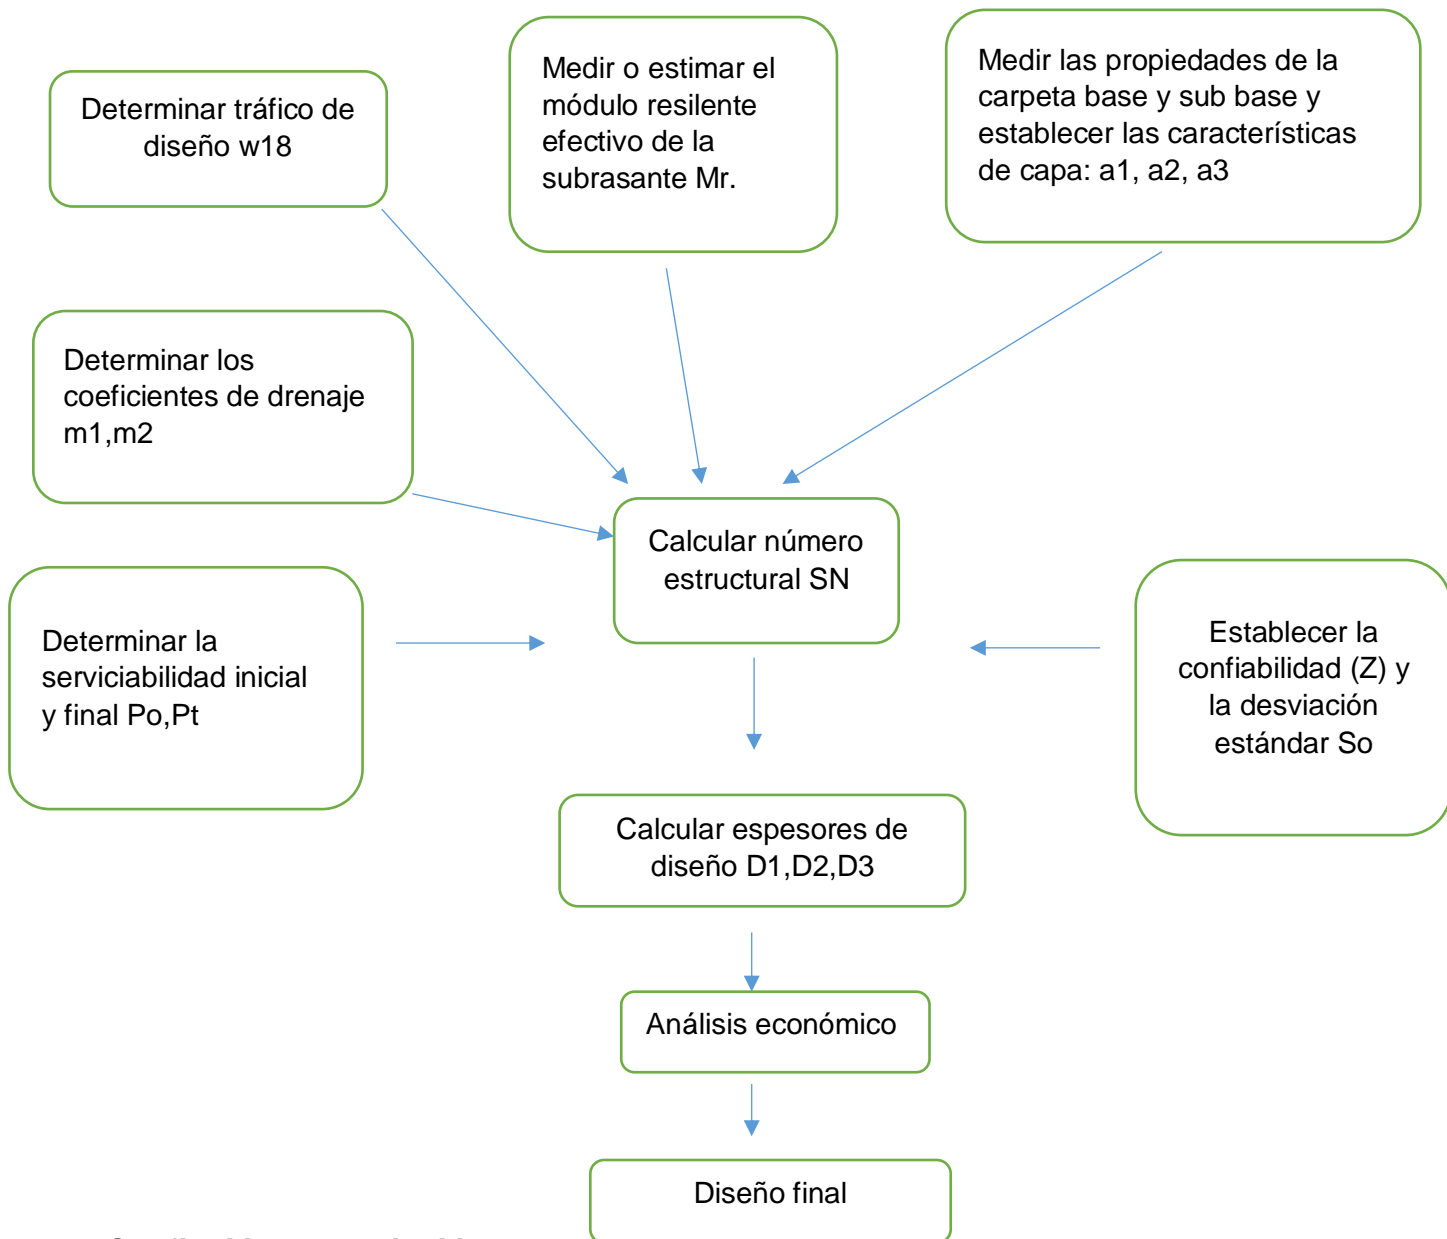 Determinar tráfico de
diseño w18
Medir o estimar el
módulo resilente
efectivo de la
subrasante Mr.
Medir las propiedades de la
carpeta base y sub base y
establecer las características
de capa: a1, a2, a3
Determinar los
coeficientes de drenaje
m1,m2
Calcular número
estructural SN
Determinar la
serviciabilidad inicial
y final Po,Pt
Establecer la
confiabilidad (Z) y
la desviación
estándar So
Calcular espesores de
diseño D1,D2,D3
Análisis económico
Diseño final